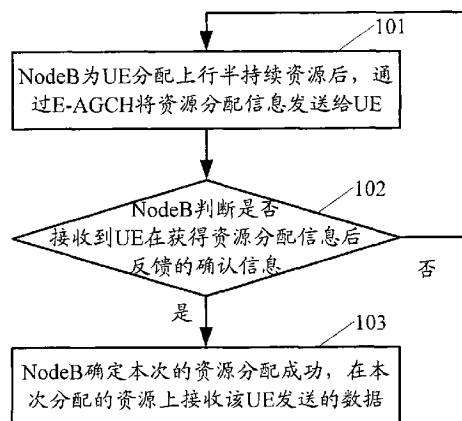 101
NodeB为UE分配上行半持续资源后，通
过E-AGCH将资源分配信息发送给UE
102
NodeB判断是否
接收到UE在获得资源分配信息后
反馈的确认信息
否
是
103
NodeB确定本次的资源分配成功，在本
次分配的资源上接收该UE发送的数据